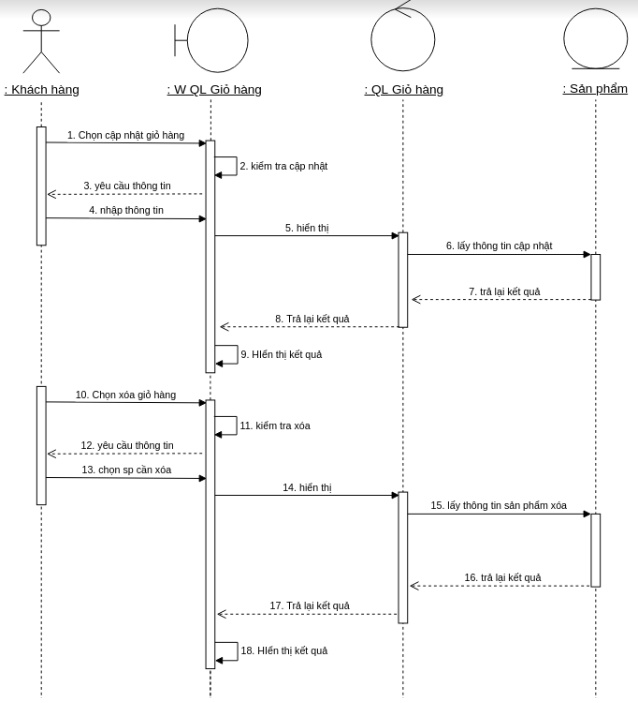 : Khách hàng
: W QL Giỏ hàng
: QL Giỏ hàng
: Sản phẩm
1. Chọn cập nhật giỏ hàng
2. kiểm tra cập nhật
3. yêu cầu thông tin
4. nhập thông tin
5. hiển thị
6. lấy thông tin cập nhật
7. trả lại kết quả
8. Trả lại kết quả
9. HIển thị kết quả
10. Chọn xóa giỏ hàng
11. kiểm tra xóa
12. yêu cầu thông tin
13. chọn sp cần xóa
14. hiển thị
15. lấy thông tin sản phẩm xóa
16. trả lại kết quả
17. Trả lại kết quả
18. HIển thị kết quả